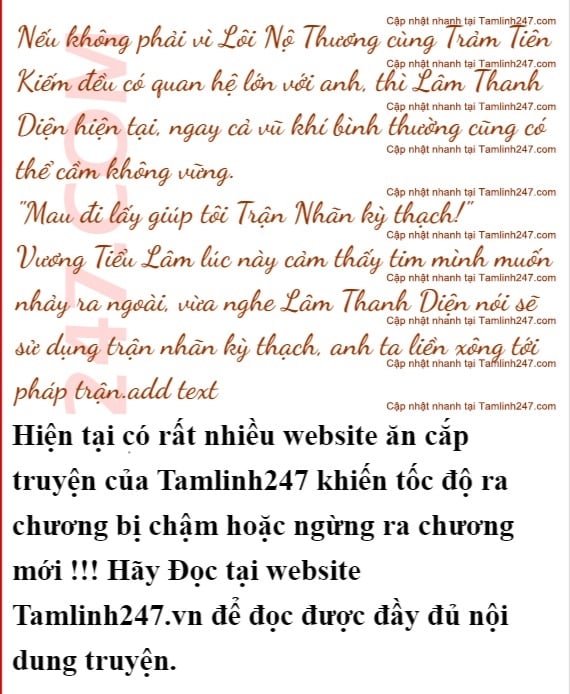 Cập nhật nhanh tại Tamlinh247.com
Nếu không phải vì Lôi Nộ Thương cùng Trảm Tiên
Cập nhật nhanh tại Tamlinh247.com
Kiếm đều có quan hệ lớn với anh, thì Lâm Thanh
Cập nhật nhanh tại Tamlinh247.com
Diện hiện tại, ngay cả vũ khí bình thường cũng có
Cập nhật nhanh tại Tamlinh247.com
thể cầm không vững.
Cập nhật nhanh tại Tamlinh247.com
"Mau đi lấy giúp tôi Trận Nhãn kỳ thạch!"
Cập nhật nhanh tại Tamlinh247.com
Vương Tiểu Lâm lúc này cảm thấy tim mình muốn
Cập nhật nhanh tại Tamlinh247.com
nhảy ra ngoài, vừa nghe Lâm Thanh Diện nói sẽ
Cập nhật nhanh tại Tamlinh247.com
sử dụng trận nhãn kỳ thạch, anh ta liền xông tới
Cập nhật nhanh tại Tamlinh247.com
pháp trận.add text
Cập nhật nhanh tại Tamlinh247.com
247.COM
Hiện tại có rất nhiều website ăn cắp
truyện của Tamlinh247 khiến tốc độ ra
chương bị chậm hoặc ngừng ra chương
mới !!! Hãy Đọc tại website
Tamlinh247.vn để đọc được đầy đủ nội
dung truyện.